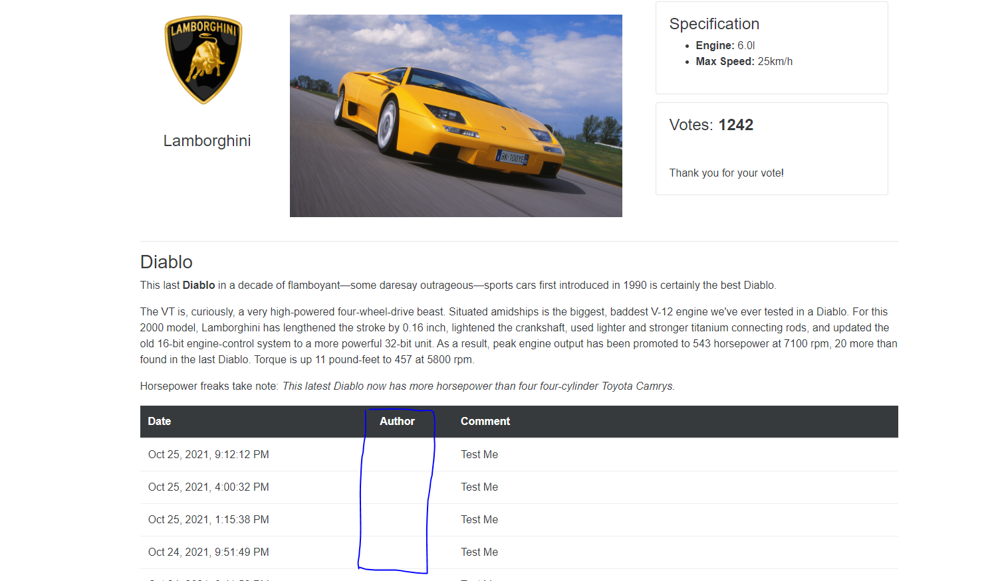 LAMBORGHINI
Lamborghini
BK·100YE
Specification
Engine: 6.0l
Max Speed: 25km/h
Votes: 1242
Thank you for your vote!
Diablo
This last Diablo in a decade of flamboyant—some daresay outrageous—sports cars first introduced in 1990 is certainly the best Diablo.
The VT is, curiously, a very high-powered four-wheel-drive beast. Situated amidships is the biggest, baddest V-12 engine we've ever tested in a Diablo. For this
2000 model, Lamborghini has lengthened the stroke by 0.16 inch, lightened the crankshaft, used lighter and stronger titanium connecting rods, and updated the
old 16-bit engine-control system to a more powerful 32-bit unit. As a result, peak engine output has been promoted to 543 horsepower at 7100 rpm, 20 more than
found in the last Diablo. Torque is up 11 pound-feet to 457 at 5800 rpm.
Horsepower freaks take note: This latest Diablo now has more horsepower than four four-cylinder Toyota Camrys.
Date Author Comment
Oct 25, 2021, 9:12:12 PM Test Me
Oct 25, 2021, 4:00:32 PM Test Me
Oct 25, 2021, 1:15:38 PM Test Me
Oct 24, 2021, 9:51:49 PM Test Me